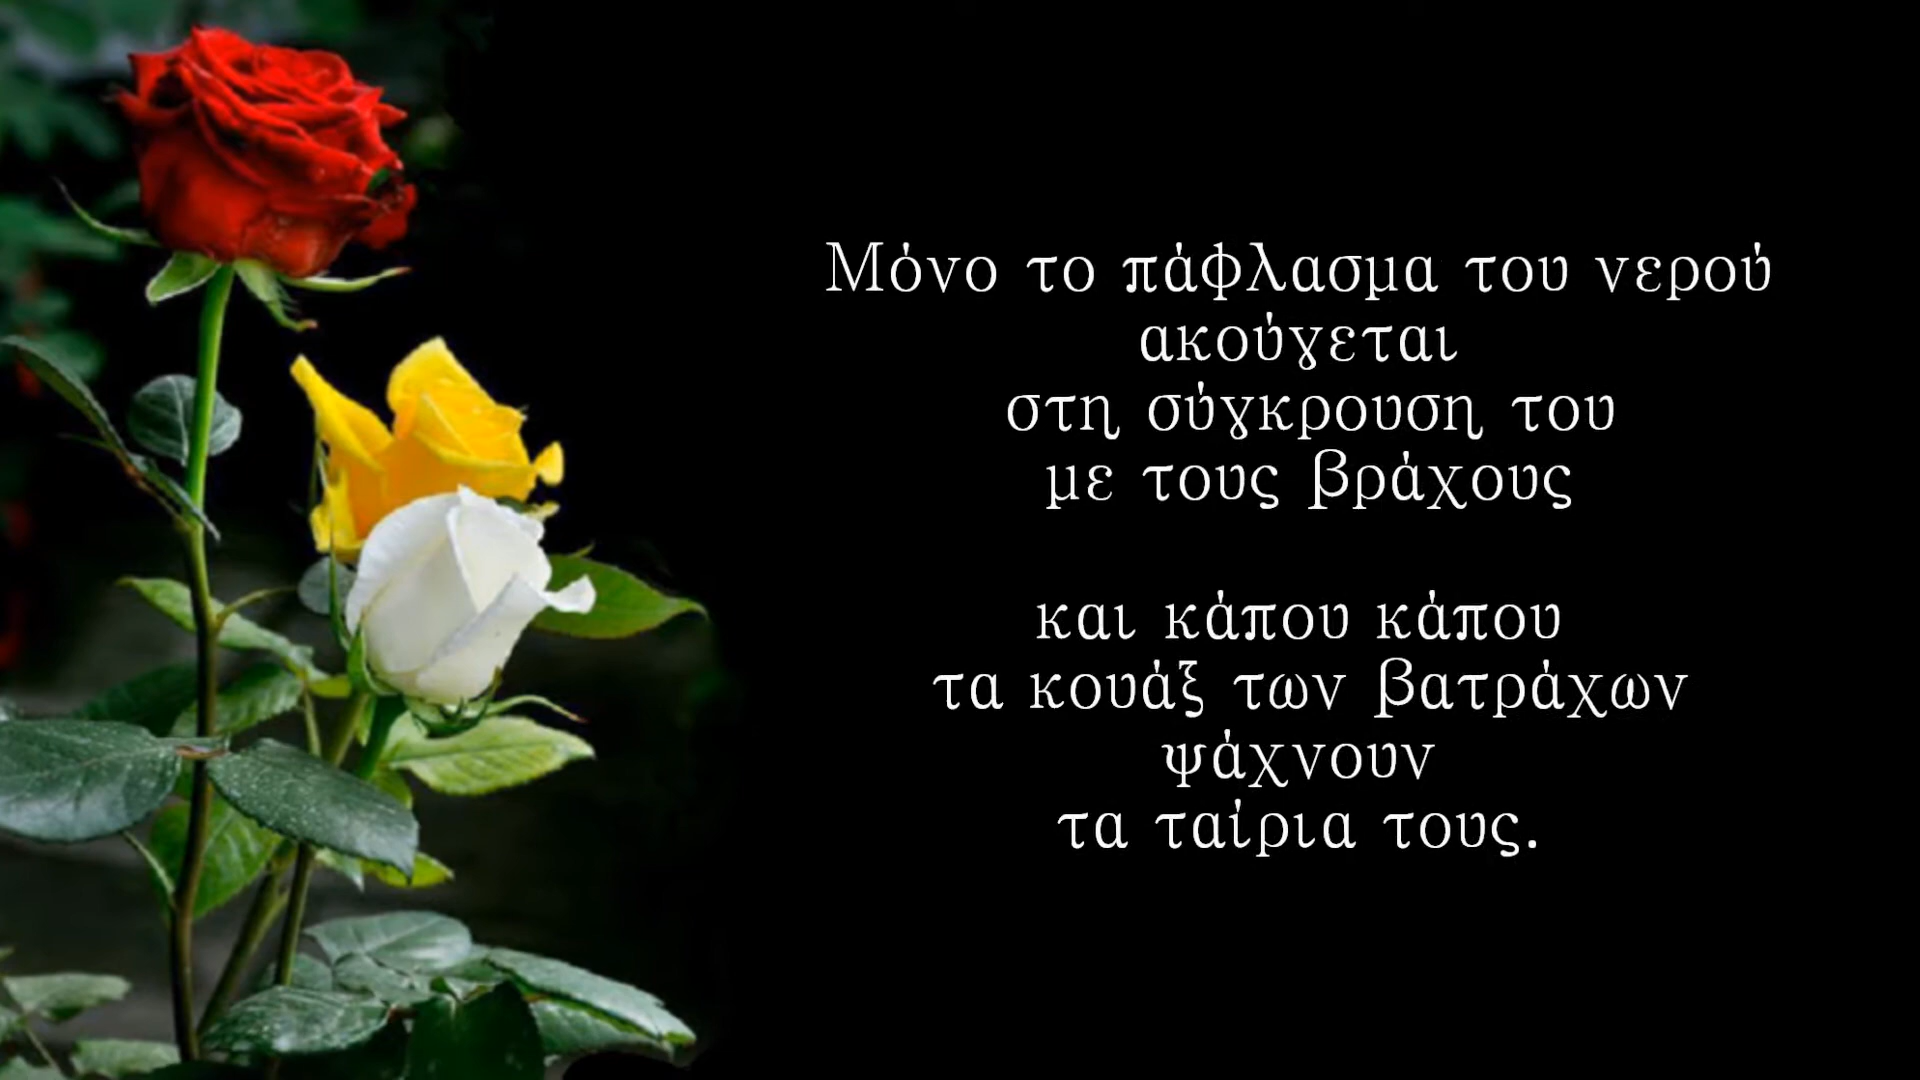 Μόνο το πάφλασμα του νερού
ακούγεται
στη σύγκρουση του
με τους βράχους
και κάπου κάπου
τα κουάξ των βατράχων
ψάχνουν
τα ταίρια τους.